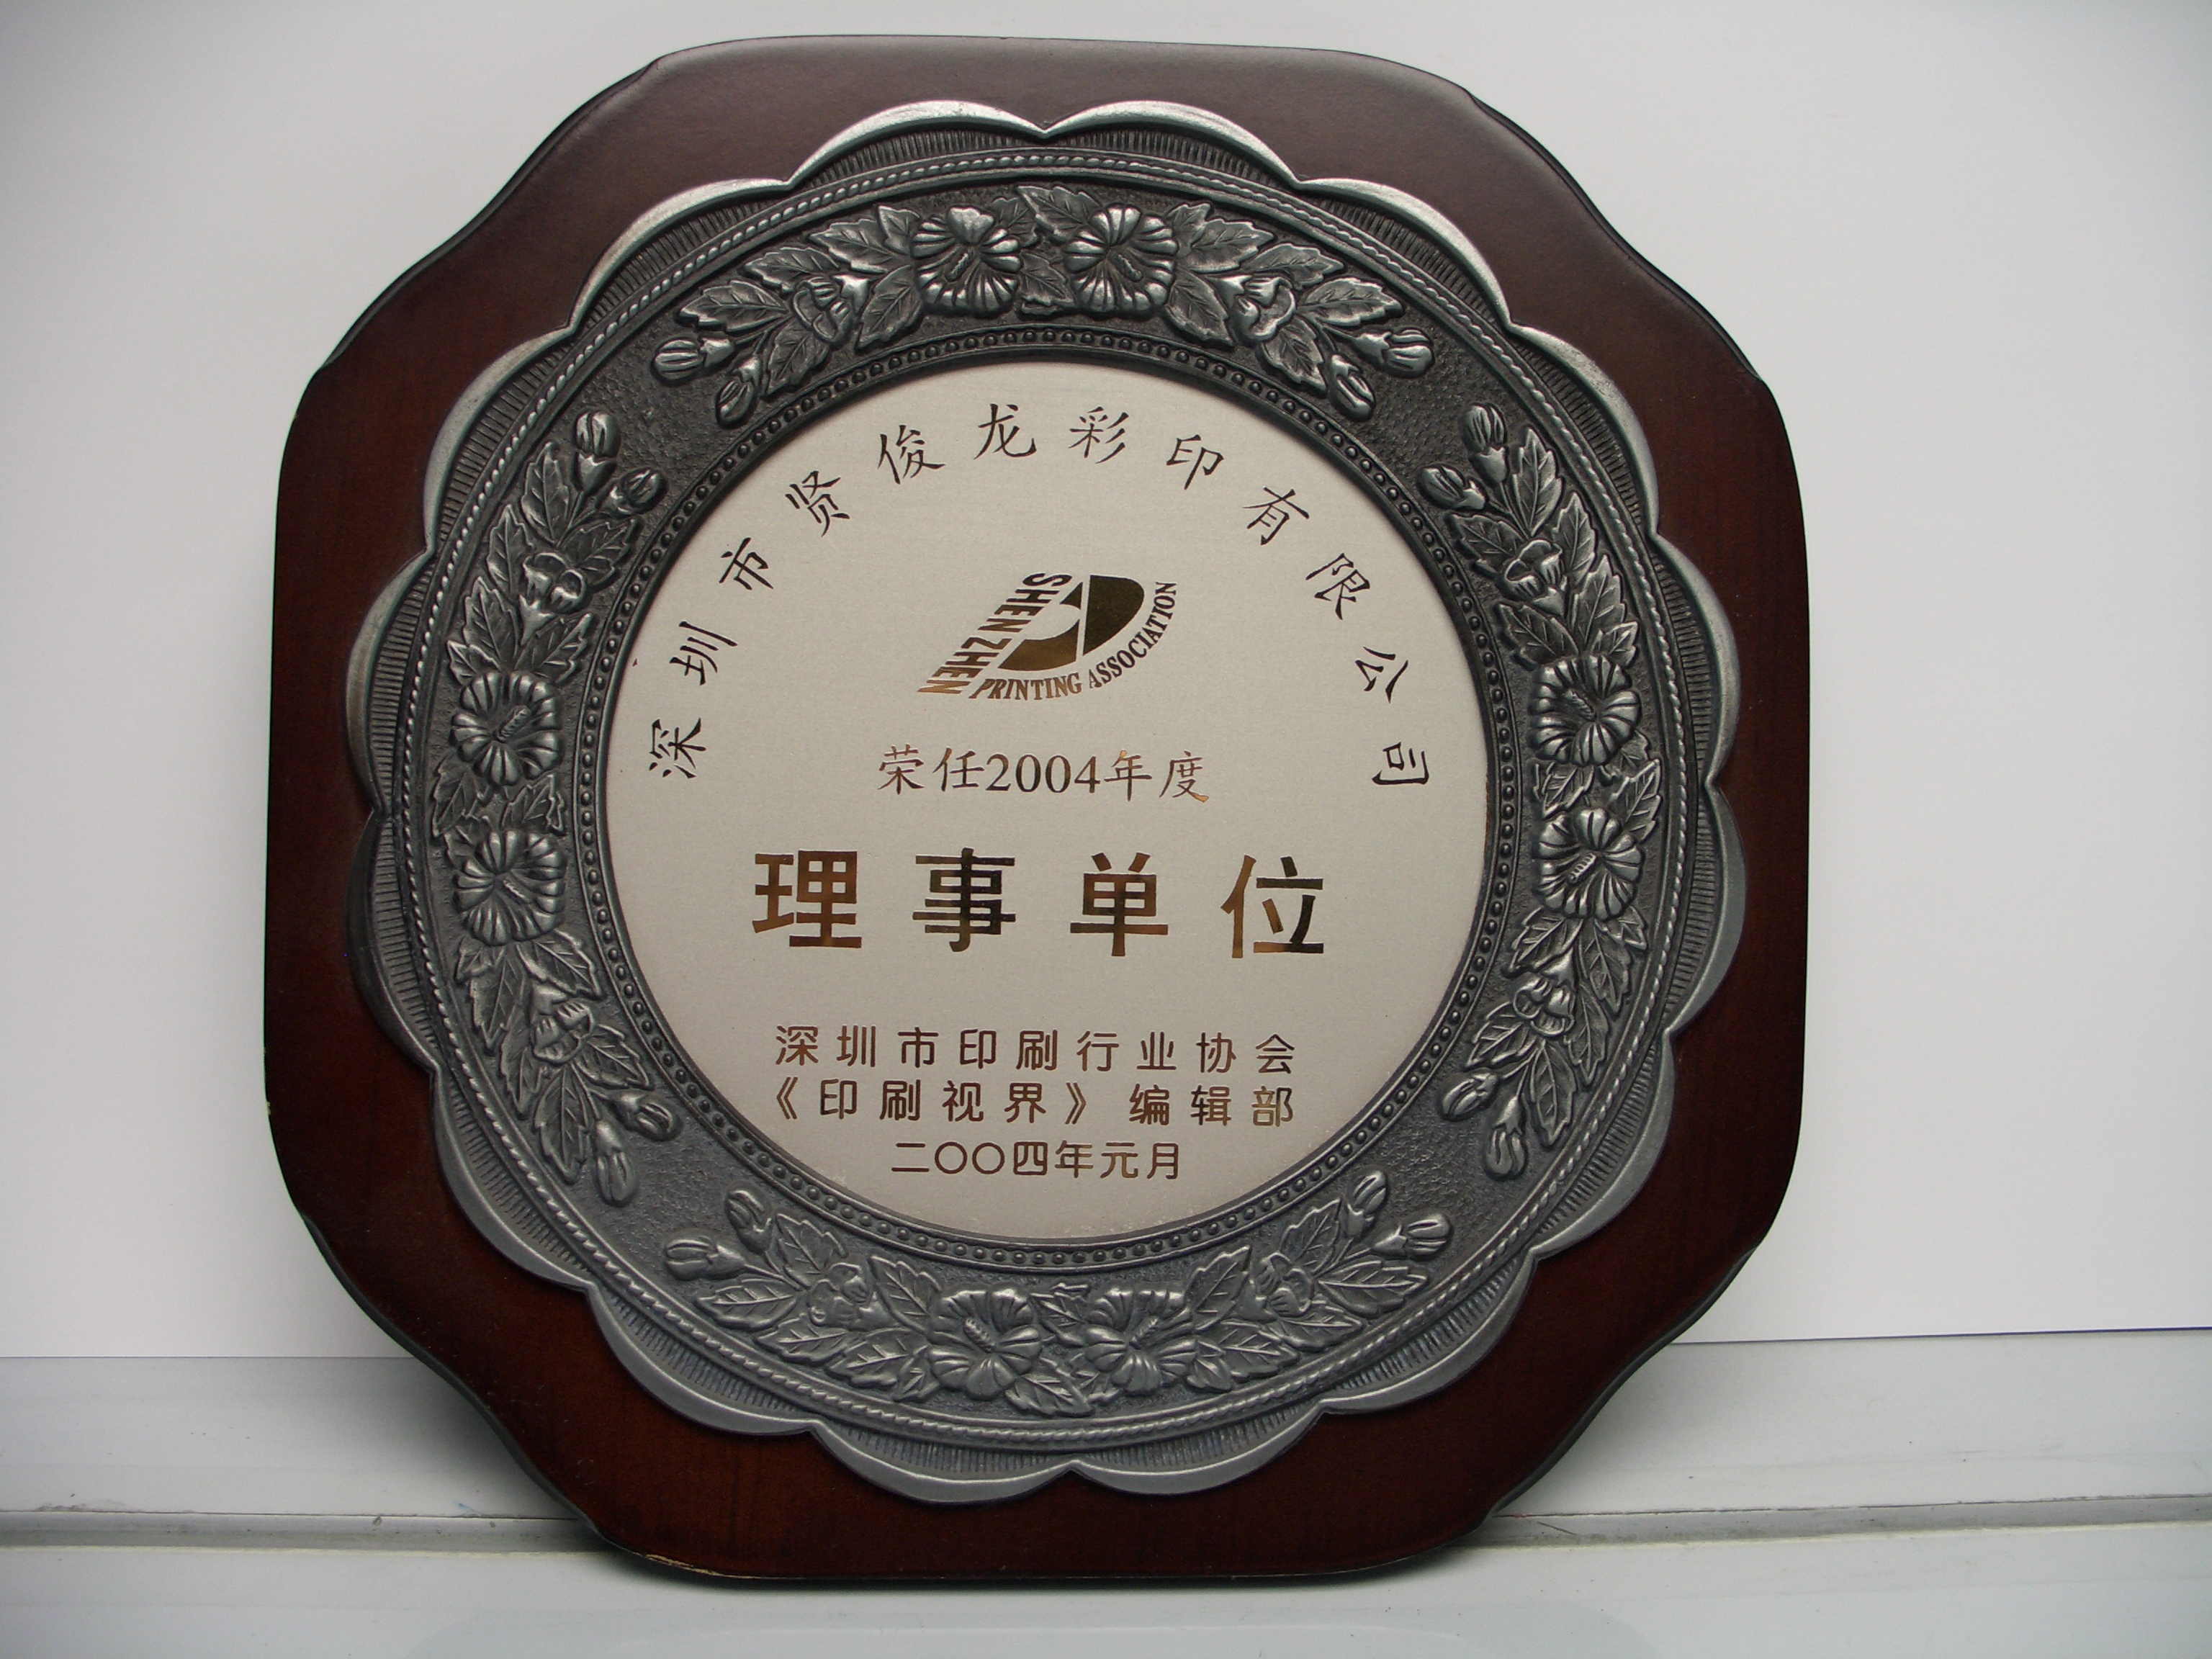 深圳市贤俊龙彩印有限公司
SHENZHEN
PRINTING ASSOCIATION
荣任2004年度
理事单位
深圳市印刷行业协会
《印刷视界》编辑部
二〇〇四年元月